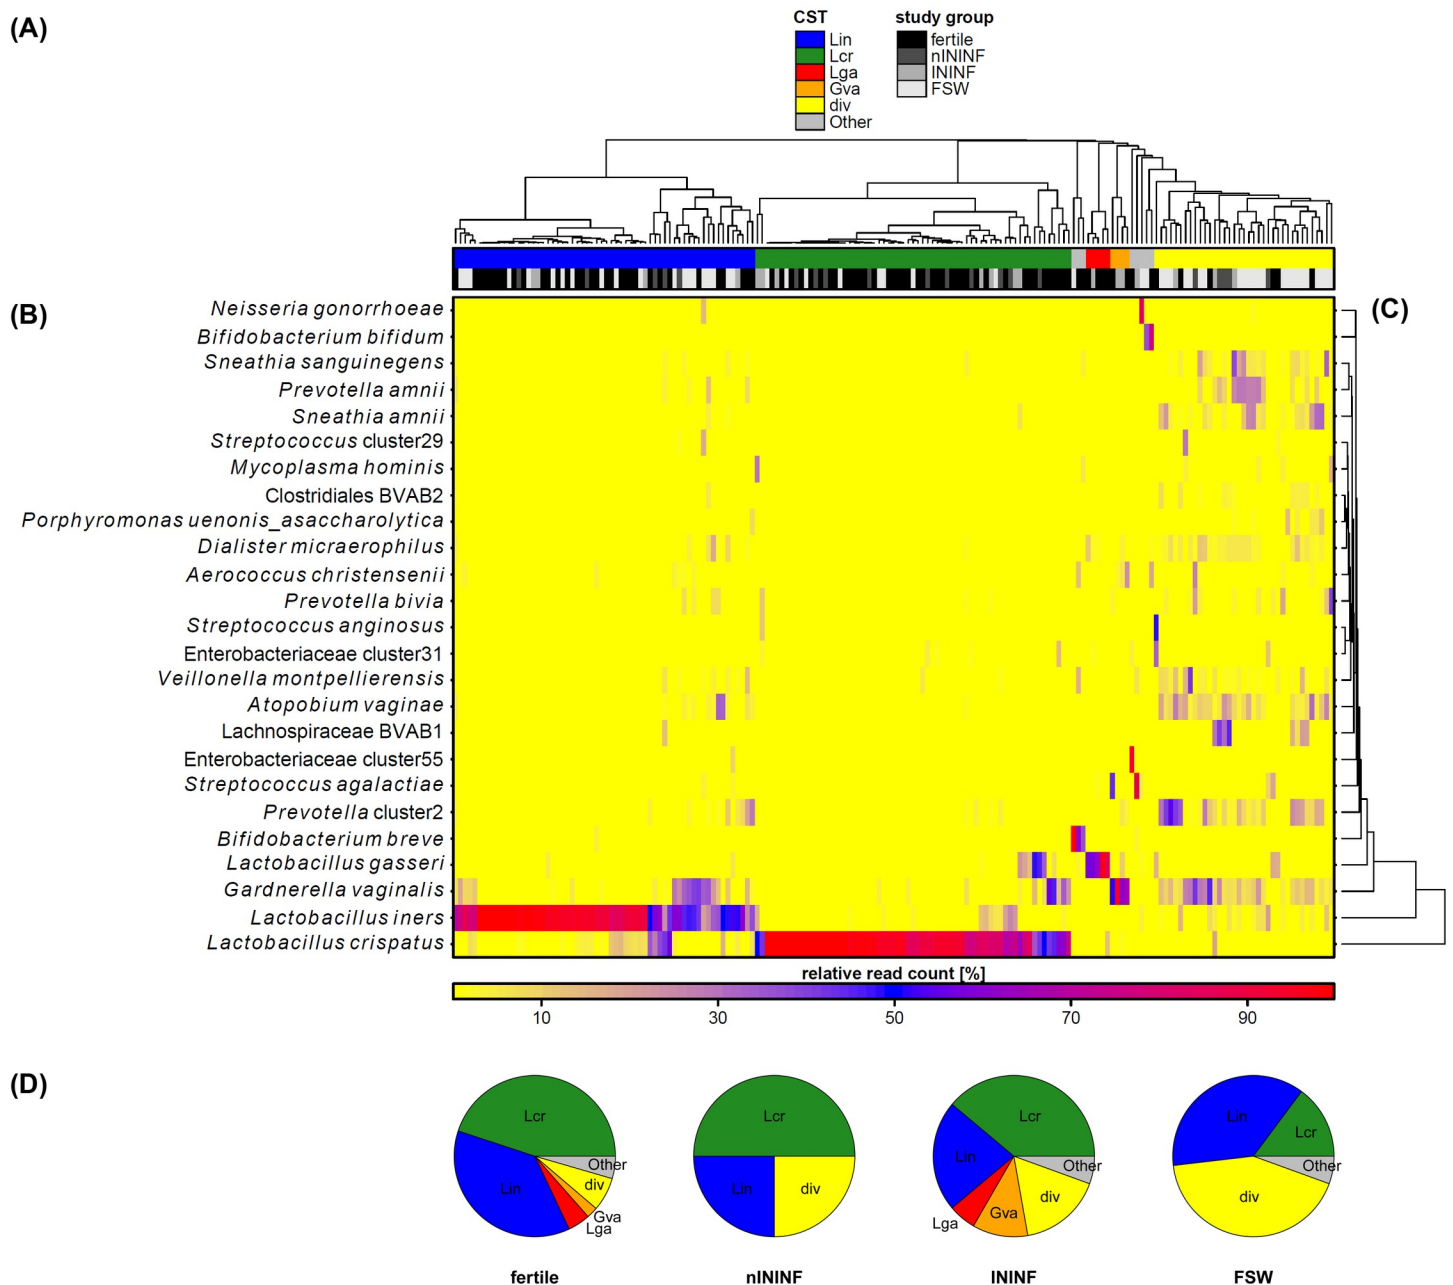 (A)
CST
study group
Lin
fertile
Lcr
nININF
Lga
ININF
Gva
FSW
div
Other
(B)
(C)
Neisseria gonorrhoeae
Bifidobacterium bifidum
Sneathia sanguinegens
Prevotella amnii
Sneathia amnii
Streptococcus cluster29
Mycoplasma hominis
Clostridiales BVAB2
Porphyromonas uenonis_asaccharolytica
Dialister micraerophilus
Aerococcus christensenii
Prevotella bivia
Streptococcus anginosus
Enterobacteriaceae cluster31
Veillonella montpellierensis
Atopobium vaginae
Lachnospiraceae BVAB1
Enterobacteriaceae cluster55
Streptococcus agalactiae
Prevotella cluster2
Bifidobacterium breve
Lactobacillus gasseri
Gardnerella vaginalis
Lactobacillus iners
Lactobacillus crispatus
relative read count [%]
10 30 50 70 90
(D)
Lcr
Lin
Lga
Gva
div
Other
fertile
Lcr
Lin
div
nININF
Lcr
Lin
Lga
Gva
div
Other
ININF
Lin
Lcr
Other
div
FSW